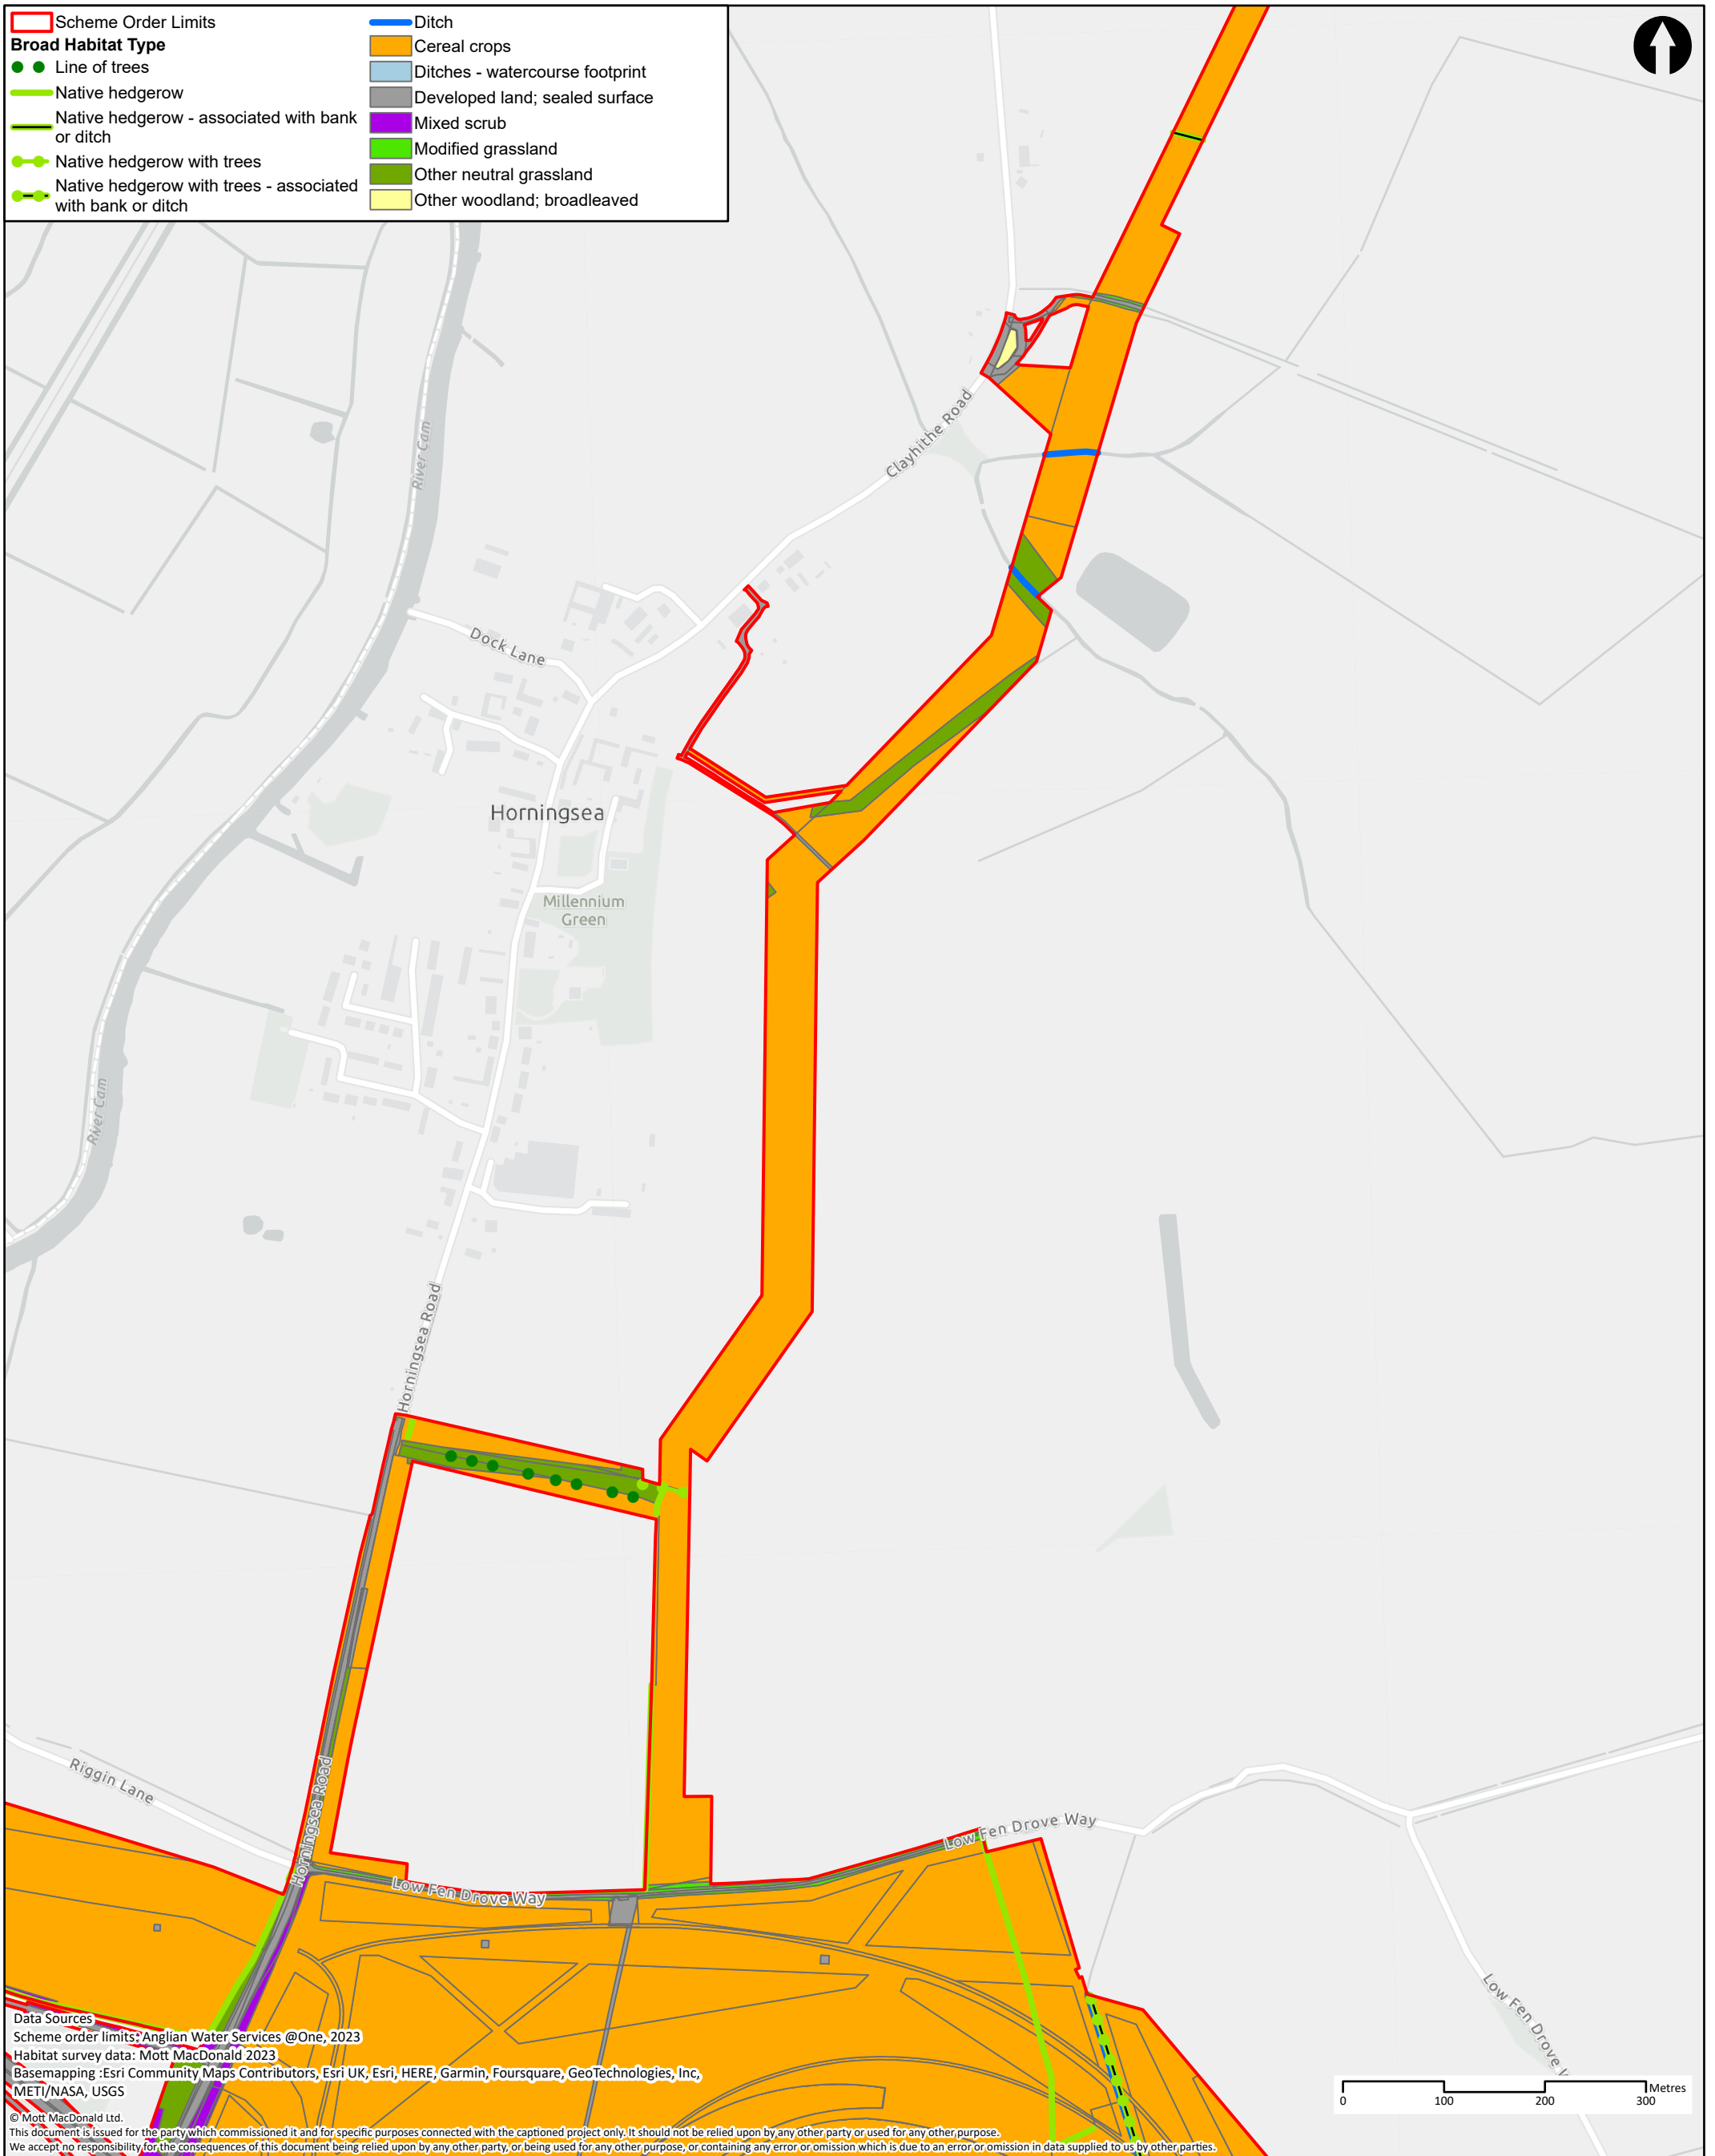 Scheme Order Limits
Broad Habitat Type
Line of trees
Native hedgerow
Native hedgerow - associated with bank
or ditch
Native hedgerow with trees
Native hedgerow with trees - associated
with bank or ditch
Ditch
Cereal crops
Ditches - watercourse footprint
Developed land; sealed surface
Mixed scrub
Modified grassland
Other neutral grassland
Other woodland; broadleaved
River Cam
Clayhithe Road
Dock Lane
Horningsea
Millennium
Green
River Cam
Horningsea Road
Riggin Lane
Horningsea Road
Low Fen Drove Way
Low Fen Drove Way
Low Fen Drove
Data Sources
Scheme order limits: Anglian Water Services @One, 2023
Habitat survey data: Mott MacDonald 2023
Basemapping :Esri Community Maps Contributors, Esri UK, Esri, HERE, Garmin, Foursquare, GeoTechnologies, Inc,
METI/NASA, USGS
© Mott MacDonald Ltd.
This document is issued for the party which commissioned it and for specific purposes connected with the captioned project only. It should not be relied upon by any other party or used for any other purpose.
We accept no responsibility for the consequences of this document being relied upon by any other party, or being used for any other purpose, or containing any error or omission which is due to an error or omission in data supplied to us by other parties.
Metres
0 100 200 300